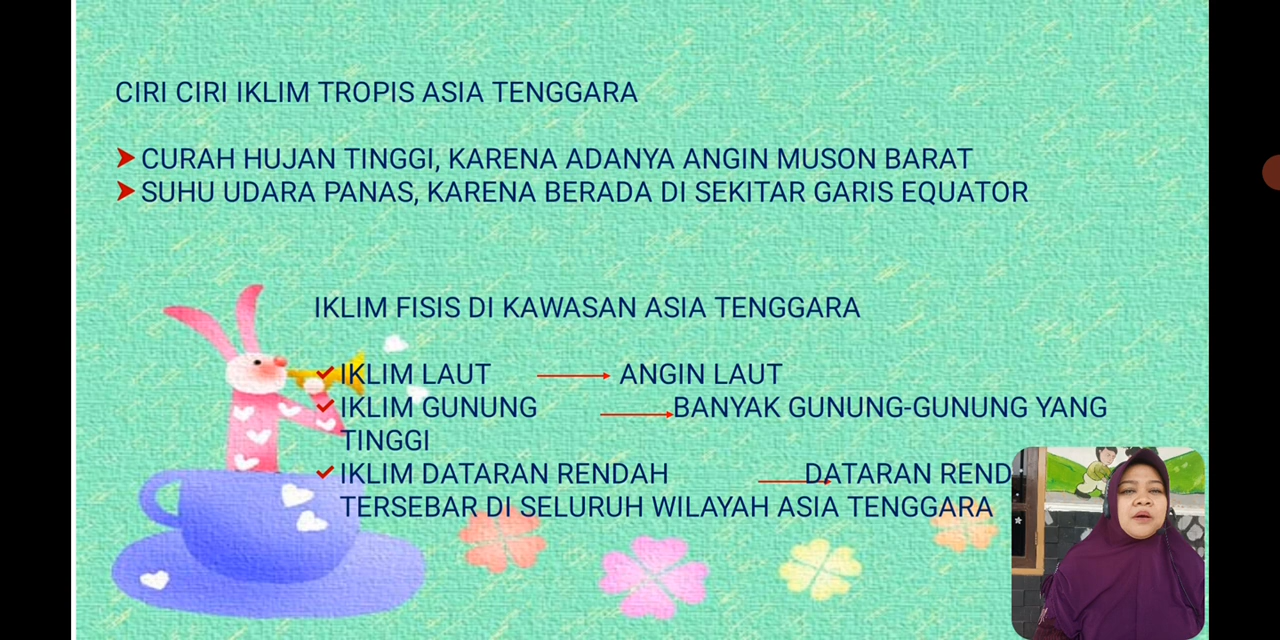 CIRI CIRI IKLIM TROPIS ASIA TENGGARA
CURAH HUJAN TINGGI, KARENA ADANYA ANGIN MUSON BARAT
SUHU UDARA PANAS, KARENA BERADA DI SEKITAR GARIS EQUATOR
IKLIM FISIS DI KAWASAN ASIA TENGGARA
IKLIM LAUT ANGIN LAUT
IKLIM GUNUNG BANYAK GUNUNG-GUNUNG YANG
TINGGI
IKLIM DATARAN RENDAH DATARAN
TERSEBAR DI SELURUH WILAYAH ASIA TENGGARA